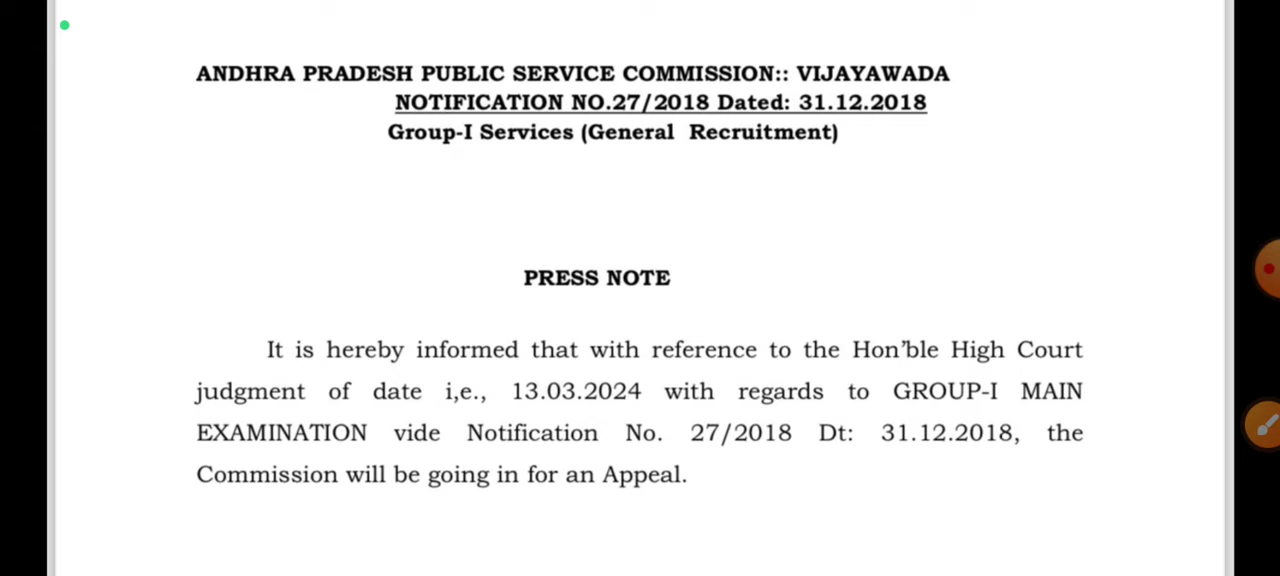 ANDHRA PRADESH PUBLIC SERVICE COMMISSION:: VIJAYAWADA
NOTIFICATION NO.27/2018 Dated: 31.12.2018
Group-I Services (General Recruitment)
PRESS NOTE
It is hereby informed that with reference to the Hon’ble High Court
judgment of date i,e., 13.03.2024 with regards to GROUP-I MAIN
EXAMINATION vide Notification No. 27/2018 Dt: 31.12.2018, the
Commission will be going in for an Appeal.